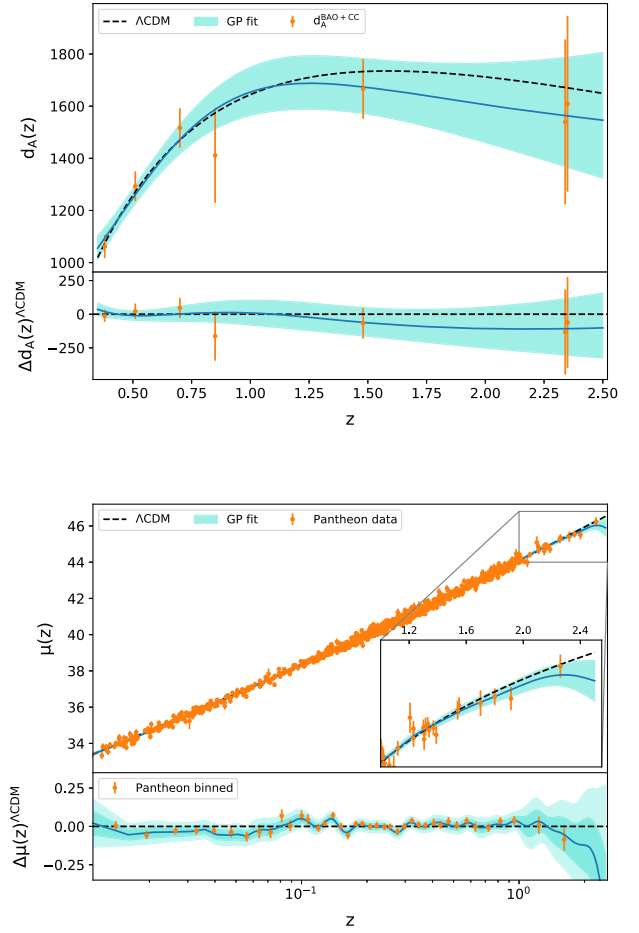 ΛCDM GP fit d_A^{BAO+CC}
1800
1600
1400
1200
1000
d_A(z)
250
0
−250
Δd_A(z)^{ΛCDM}
0.50 0.75 1.00 1.25 1.50 1.75 2.00 2.25 2.50
z
ΛCDM GP fit Pantheon data
46
44
42
40
38
36
34
μ(z)
1.2 1.6 2.0 2.4
Pantheon binned
0.25
0.00
−0.25
Δμ(z)^{ΛCDM}
10^{−1} 10^{0}
z